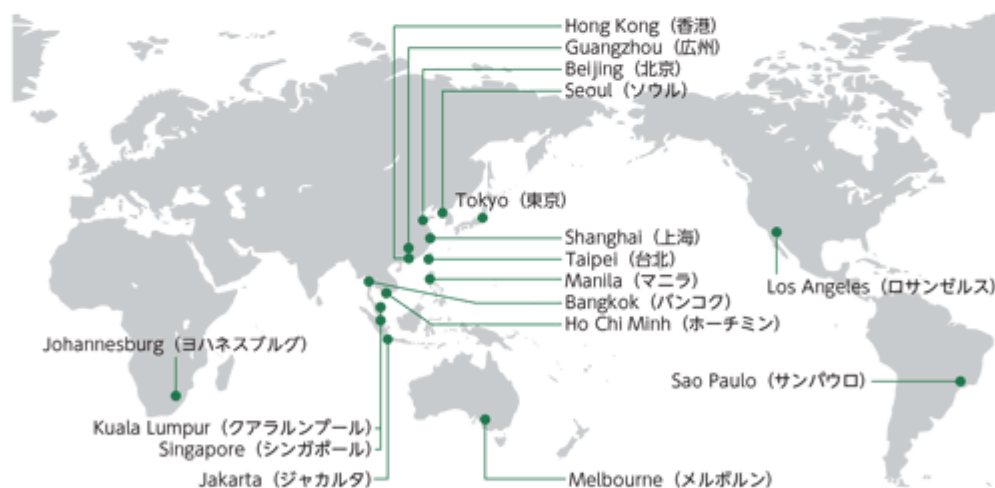 Hong Kong（香港）
Guangzhou（広州）
Beijing（北京）
Seoul（ソウル）
Tokyo（東京）
Shanghai（上海）
Taipei（台北）
Manila（マニラ）
Los Angeles（ロサンゼルス）
Bangkok（バンコク）
Ho Chi Minh（ホーチミン）
Johannesburg（ヨハネスブルグ）
Sao Paulo（サンパウロ）
Kuala Lumpur（クアラルンプール）
Singapore（シンガポール）
Jakarta（ジャカルタ）
Melbourne（メルボルン）